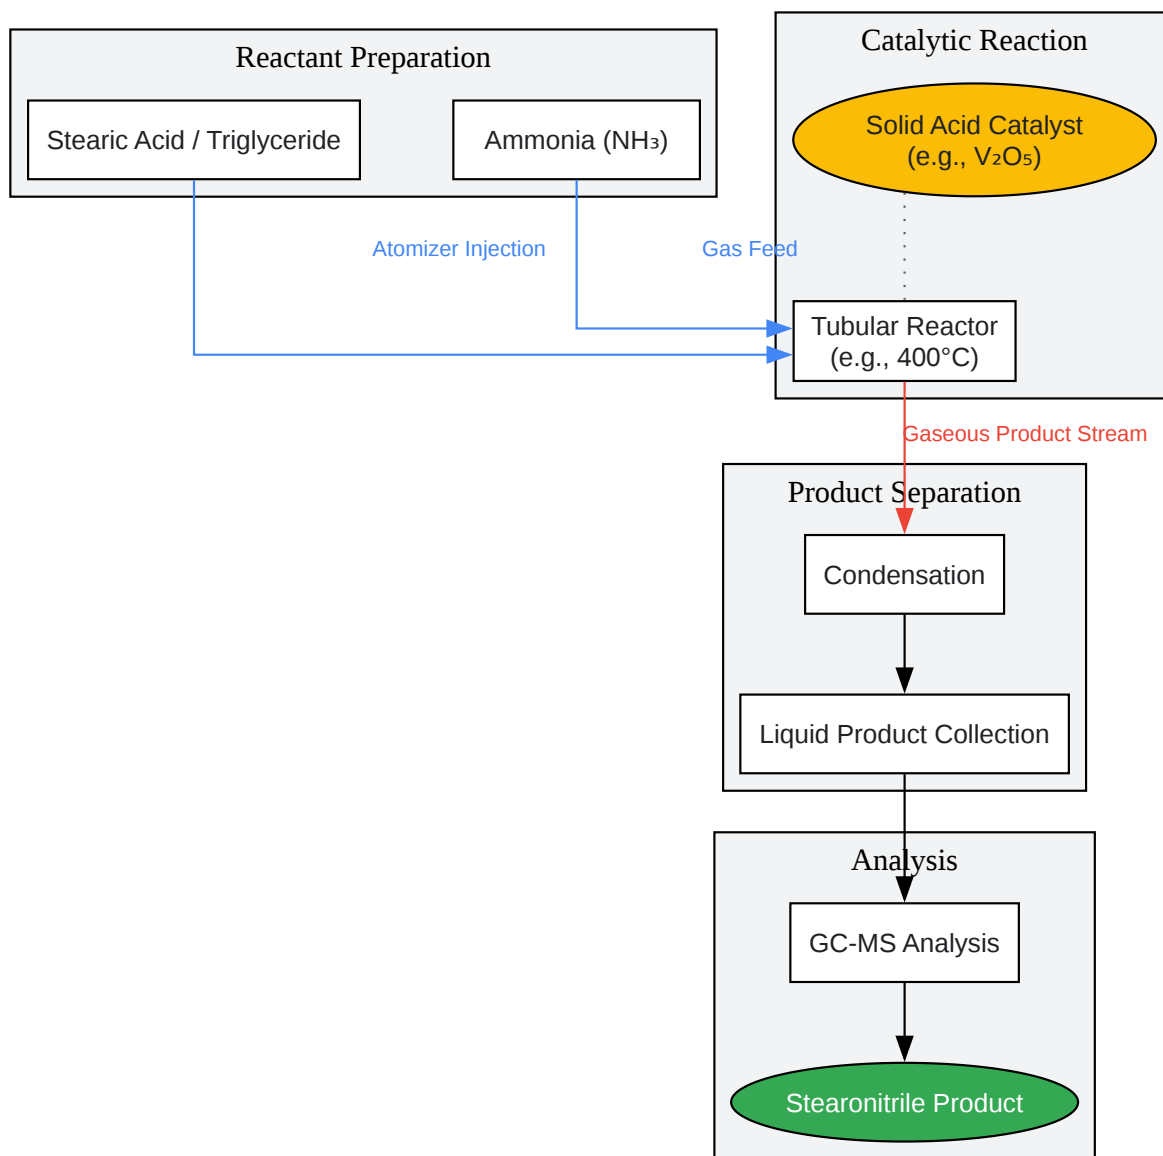 Reactant Preparation
Stearic Acid / Triglyceride
Ammonia (NH₃)
Catalytic Reaction
Solid Acid Catalyst
(e.g., V₂O₅)
Atomizer Injection
Gas Feed
Tubular Reactor
(e.g., 400°C)
Gaseous Product Stream
Product Separation
Condensation
Liquid Product Collection
Analysis
GC-MS Analysis
Stearonitrile Product